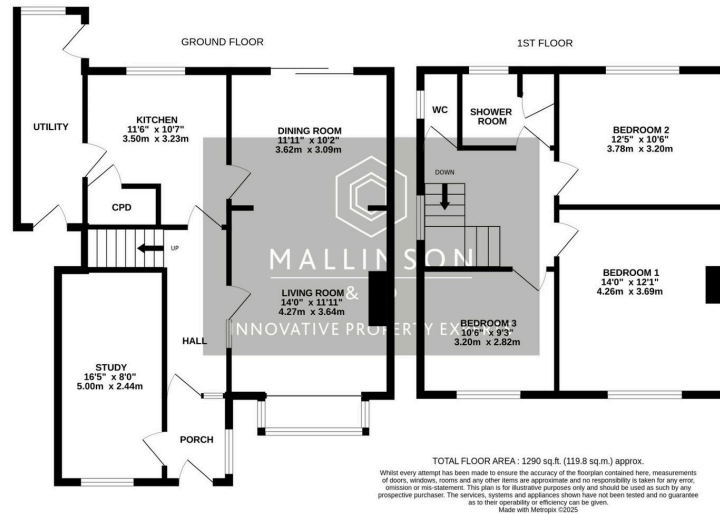 GROUND FLOOR
1ST FLOOR
UTILITY
KITCHEN
11'6" x 10'7"
3.50m x 3.23m
DINING ROOM
11'11" x 10'2"
3.62m x 3.09m
CPD
UP
LIVING ROOM
14'0" x 11'11"
4.27m x 3.64m
HALL
STUDY
16'5" x 8'0"
5.00m x 2.44m
PORCH
WC
SHOWER
ROOM
BEDROOM 2
12'5" x 10'6"
3.78m x 3.20m
DOWN
BEDROOM 1
14'0" x 12'1"
4.26m x 3.69m
BEDROOM 3
10'6" x 9'3"
3.20m x 2.82m
MALLINSON
&
INNOVATIVE PROPERTY
TOTAL FLOOR AREA : 1290 sq.ft. (119.8 sq.m.) approx.
Whilst every attempt has been made to ensure the accuracy of the floorplan contained here, measurements
of doors, windows, rooms and any other items are approximate and no responsibility is taken for any error,
omission or mis-statement. This plan is for illustrative purposes only and should be used as such by any
prospective purchaser. The services, systems and appliances shown have not been tested and no guarantee
as to their operability or efficiency can be given.
Made with Metropix ©2025